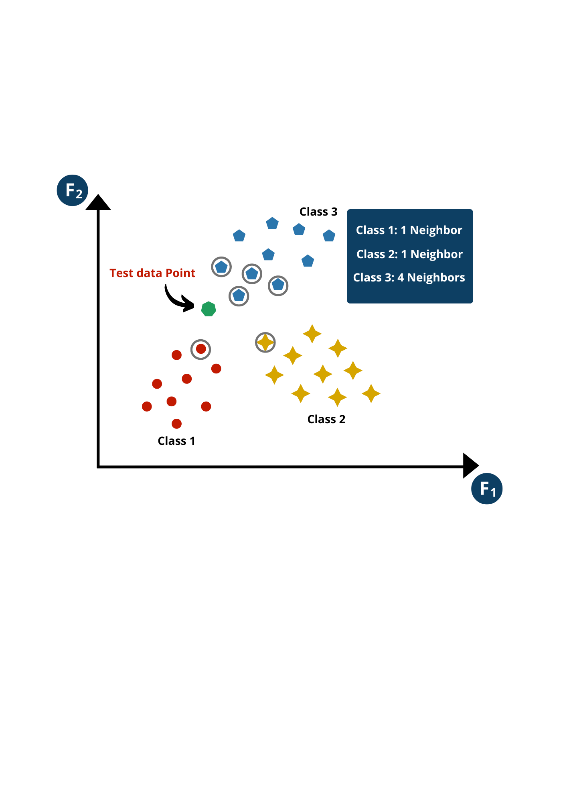 F2
Class 3
Class 1: 1 Neighbor
Class 2: 1 Neighbor
Class 3: 4 Neighbors
Test data Point
Class 2
Class 1
F1